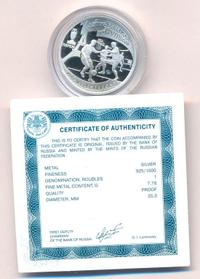 CERTIFICATE OF AUTHENTICITY
THIS IS TO CERTIFY THAT THE COIN ACCOMPANIED BY
THIS CERTIFICATE IS ORIGINAL, ISSUED BY THE BANK OF
RUSSIA AND MINTED BY THE MINTS OF THE RUSSIAN
FEDERATION.
METAL SILVER
FINENESS 925/1000
DENOMINATION, ROUBLES 1
FINE METAL CONTENT, G 7.78
QUALITY PROOF
DIAMETER, MM
FIRST DEPUTY
CHAIRMAN
OF THE BANK OF RUSSIA